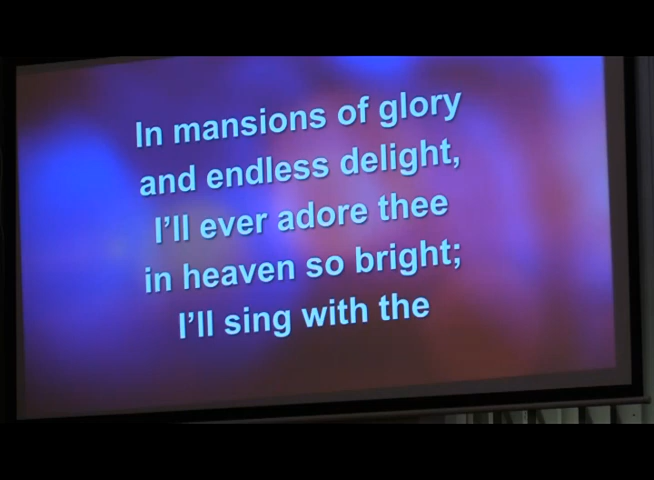 In mansions of glory
and endless delight,
I’ll ever adore thee
in heaven so bright;
I’ll sing with the